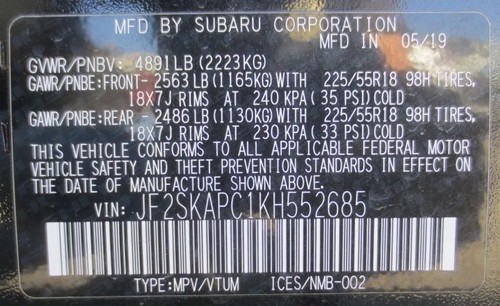 MFD BY SUBARU CORPORATION
MFD IN 05/19
GVWR/PNBV: 4891LB(2223KG)
GAWR/PNBE:FRONT- 2563LB(1165KG)WITH 225/55R18 98H TIRES,
18X7J RIMS AT 240 KPA(35 PSI)COLD
GAWR/PNBE:REAR - 2486LB(1130KG)WITH 225/55R18 98H TIRES,
18X7J RIMS AT 230 KPA(33 PSI)COLD
THIS VEHICLE CONFORMS TO ALL APPLICABLE FEDERAL MOTOR
VEHICLE SAFETY AND THEFT PREVENTION STANDARDS IN EFFECT
ON THE DATE OF MANUFACTURE SHOWN ABOVE.
VIN: JF2SKAPC1KH552685
TYPE:MPV/VTUM ICES/NMB-002